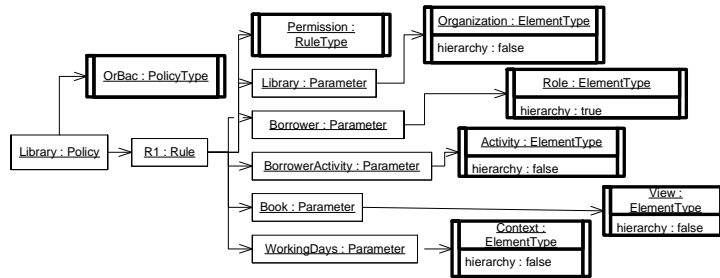 Permission :
RuleType
Organization : ElementType
hierarchy : false
OrBac : PolicyType
Library : Parameter
Role : ElementType
hierarchy : true
Borrower : Parameter
Library : Policy
R1 : Rule
Activity : ElementType
hierarchy : false
BorrowerActivity : Parameter
Book : Parameter
View :
ElementType
hierarchy : false
WorkingDays : Parameter
Context :
ElementType
hierarchy : false